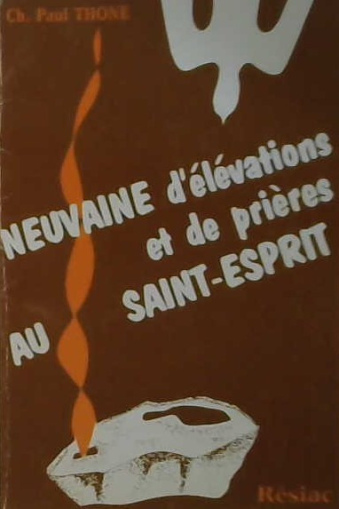 Ch. Paul THONE
NEUVAINE d'élévations
et de prières
AU SAINT-ESPRIT
Résiac